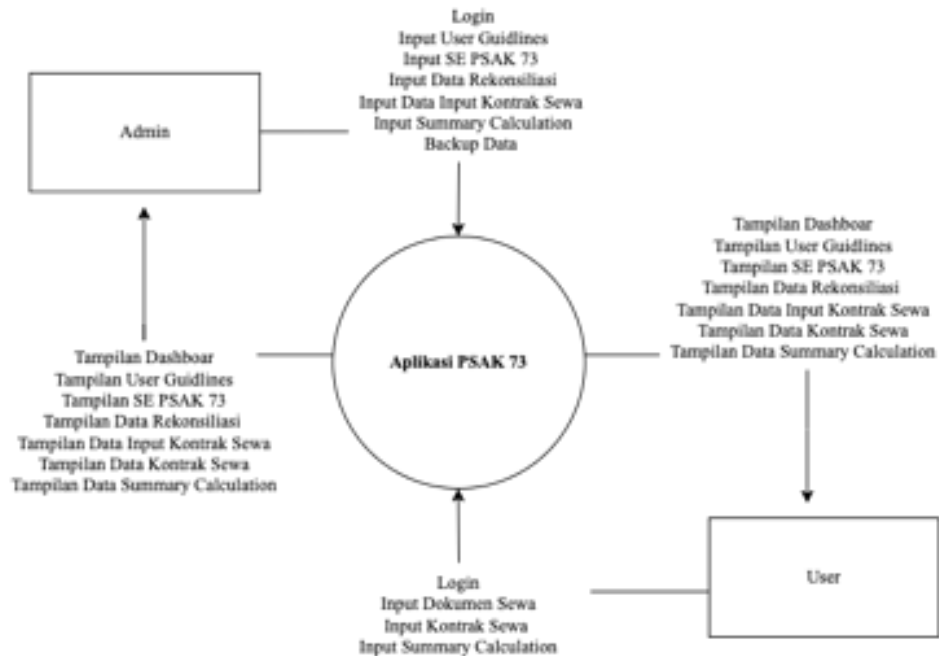 Login
Input User Guidlines
Input SE PSAK 73
Input Data Rekonsiliasi
Input Data Input Kontrak Sewa
Input Summary Calculation
Backup Data
Admin
Tampilan Dashboar
Tampilan User Guidlines
Tampilan SE PSAK 73
Tampilan Data Rekonsiliasi
Tampilan Data Input Kontrak Sewa
Tampilan Data Kontrak Sewa
Tampilan Data Summary Calculation
Aplikasi PSAK 73
Tampilan Dashboar
Tampilan User Guidlines
Tampilan SE PSAK 73
Tampilan Data Rekonsiliasi
Tampilan Data Input Kontrak Sewa
Tampilan Data Kontrak Sewa
Tampilan Data Summary Calculation
User
Login
Input Dokumen Sewa
Input Kontrak Sewa
Input Summary Calculation